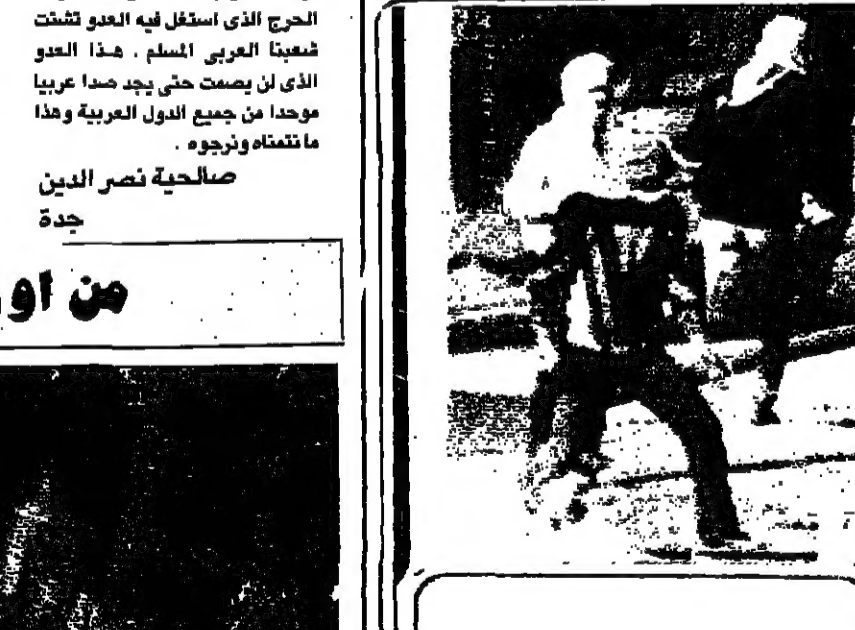 الحرج الذى استغل فيه العدو تشتت
شعبنا العربى المسلم . هذا العدو
الذى لن يصمت حتى يجد صدا عربيا
موحدا من جميع الدول العربية وهذا
ما نتمناه ونرجوه .
صالحية نصر الدين
جدة
من اور